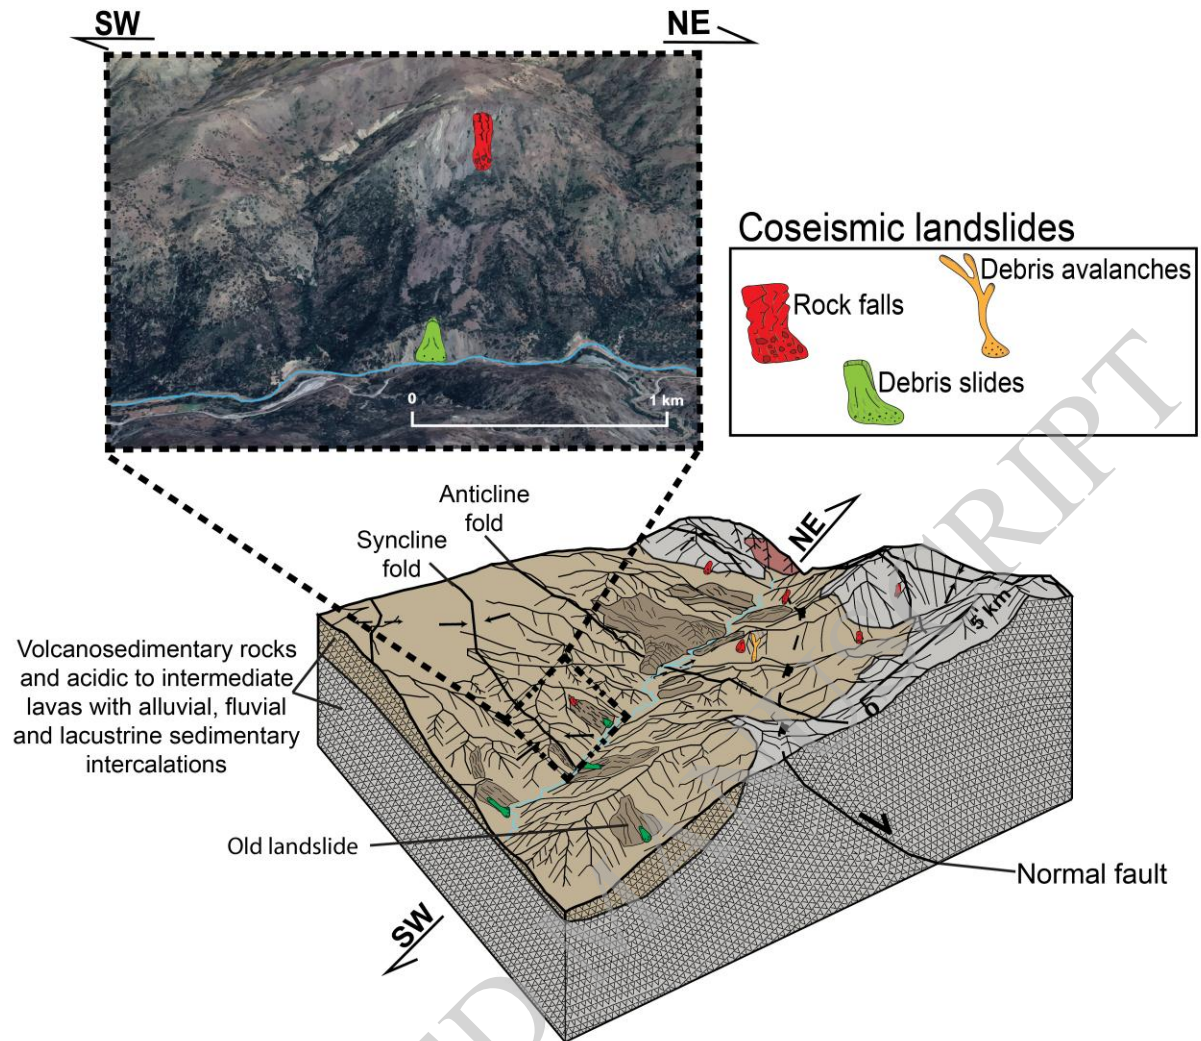 SW
NE
0
1 km
Coseismic landslides
Debris avalanches
Rock falls
Debris slides
Anticline
fold
Syncline
fold
NE
5 km
0
Volcanosedimentary rocks
and acidic to intermediate
lavas with alluvial, fluvial
and lacustrine sedimentary
intercalations
Old landslide
Normal fault
SW